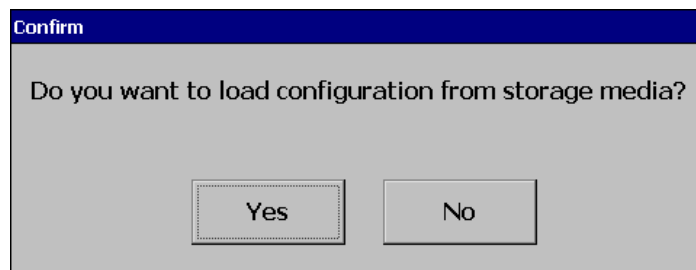 Confirm
Do you want to load configuration from storage media?
Yes No